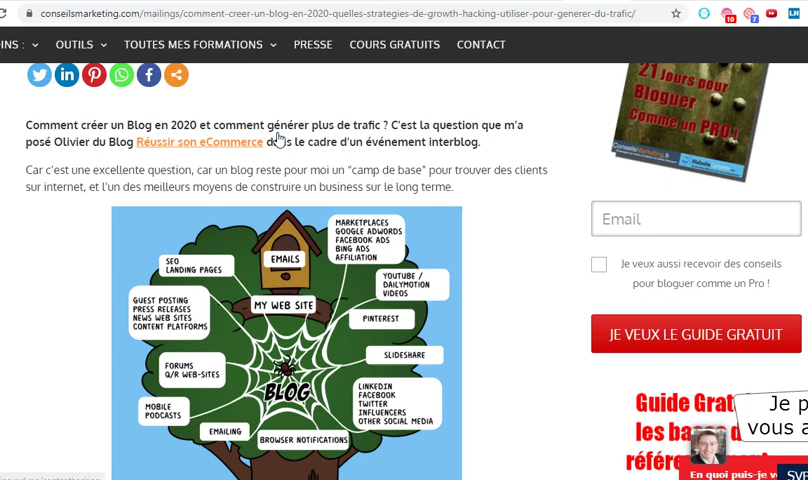 conseilsmarketing.com/mailings/comment-creer-un-blog-en-2020-quelles-strategies-de-growth-hacking-utiliser-pour-generer-du-trafic/
10
7
LH
OINS :
OUTILS
TOUTES MES FORMATIONS
PRESSE
COURS GRATUITS
CONTACT
Comment créer un Blog en 2020 et comment générer plus de trafic ? C'est la question que m'a
posé Olivier du Blog Réussir son eCommerce dans le cadre d'un événement interblog.
Car c'est une excellente question, car un blog reste pour moi un "camp de base" pour trouver des clients
sur internet, et l'un des meilleurs moyens de construire un business sur le long terme.
EMAILS
MARKETPLACES
GOOGLE ADWORDS
FACEBOOK ADS
BING ADS
AFFILIATION
SEO
LANDING PAGES
YOUTUBE /
DAILYMOTION
VIDEOS
GUEST POSTING
PRESS RELEASES
NEWS WEB SITES
CONTENT PLATFORMS
MY WEB SITE
PINTEREST
SLIDESHARE
FORUMS
Q/R WEB-SITES
BLOG
LINKEDIN
FACEBOOK
TWITTER
INFLUENCERS
OTHER SOCIAL MEDIA
MOBILE
PODCASTS
EMAILING
BROWSER NOTIFICATIONS
21 Jours pour
Bloguer
Comme un PRO !
ConseilsMarketing.fr
Email
Je veux aussi recevoir des conseils
pour bloguer comme un Pro !
JE VEUX LE GUIDE GRATUIT
Guide Grat
les bas
référe
Je p
vous a
En quoi puis-je v